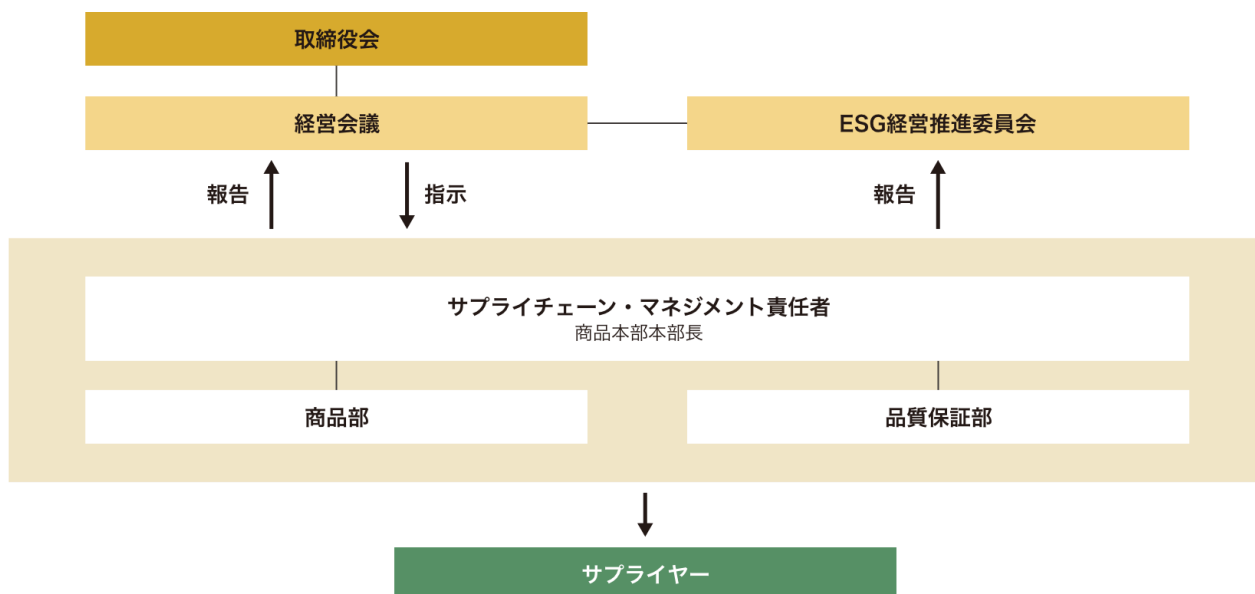 取締役会
経営会議
ESG経営推進委員会
報告
指示
報告
サプライチェーン・マネジメント責任者
商品本部本部長
商品部
品質保証部
サプライヤー